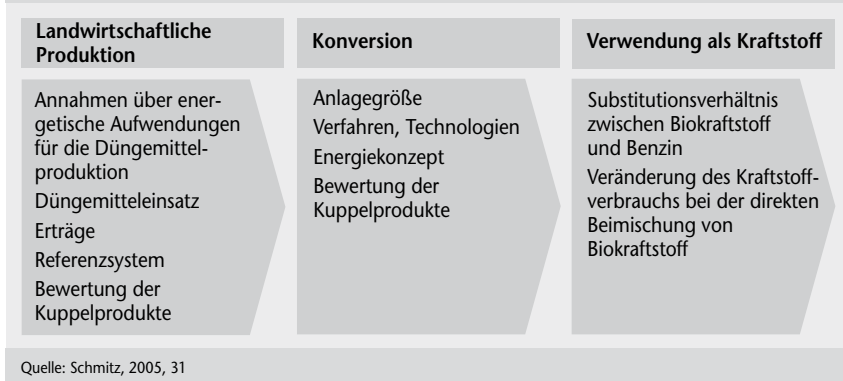 Landwirtschaftliche
Produktion
Annahmen über ener-
getische Aufwendungen
für die Düngemittel-
produktion
Düngemitteleinsatz
Erträge
Referenzsystem
Bewertung der
Kuppelprodukte
Konversion
Anlagegröße
Verfahren, Technologien
Energiekonzept
Bewertung der
Kuppelprodukte
Verwendung als Kraftstoff
Substitutionsverhältnis
zwischen Biokraftstoff
und Benzin
Veränderung des Kraftstoff-
verbrauchs bei der direkten
Beimischung von
Biokraftstoff
Quelle: Schmitz, 2005, 31